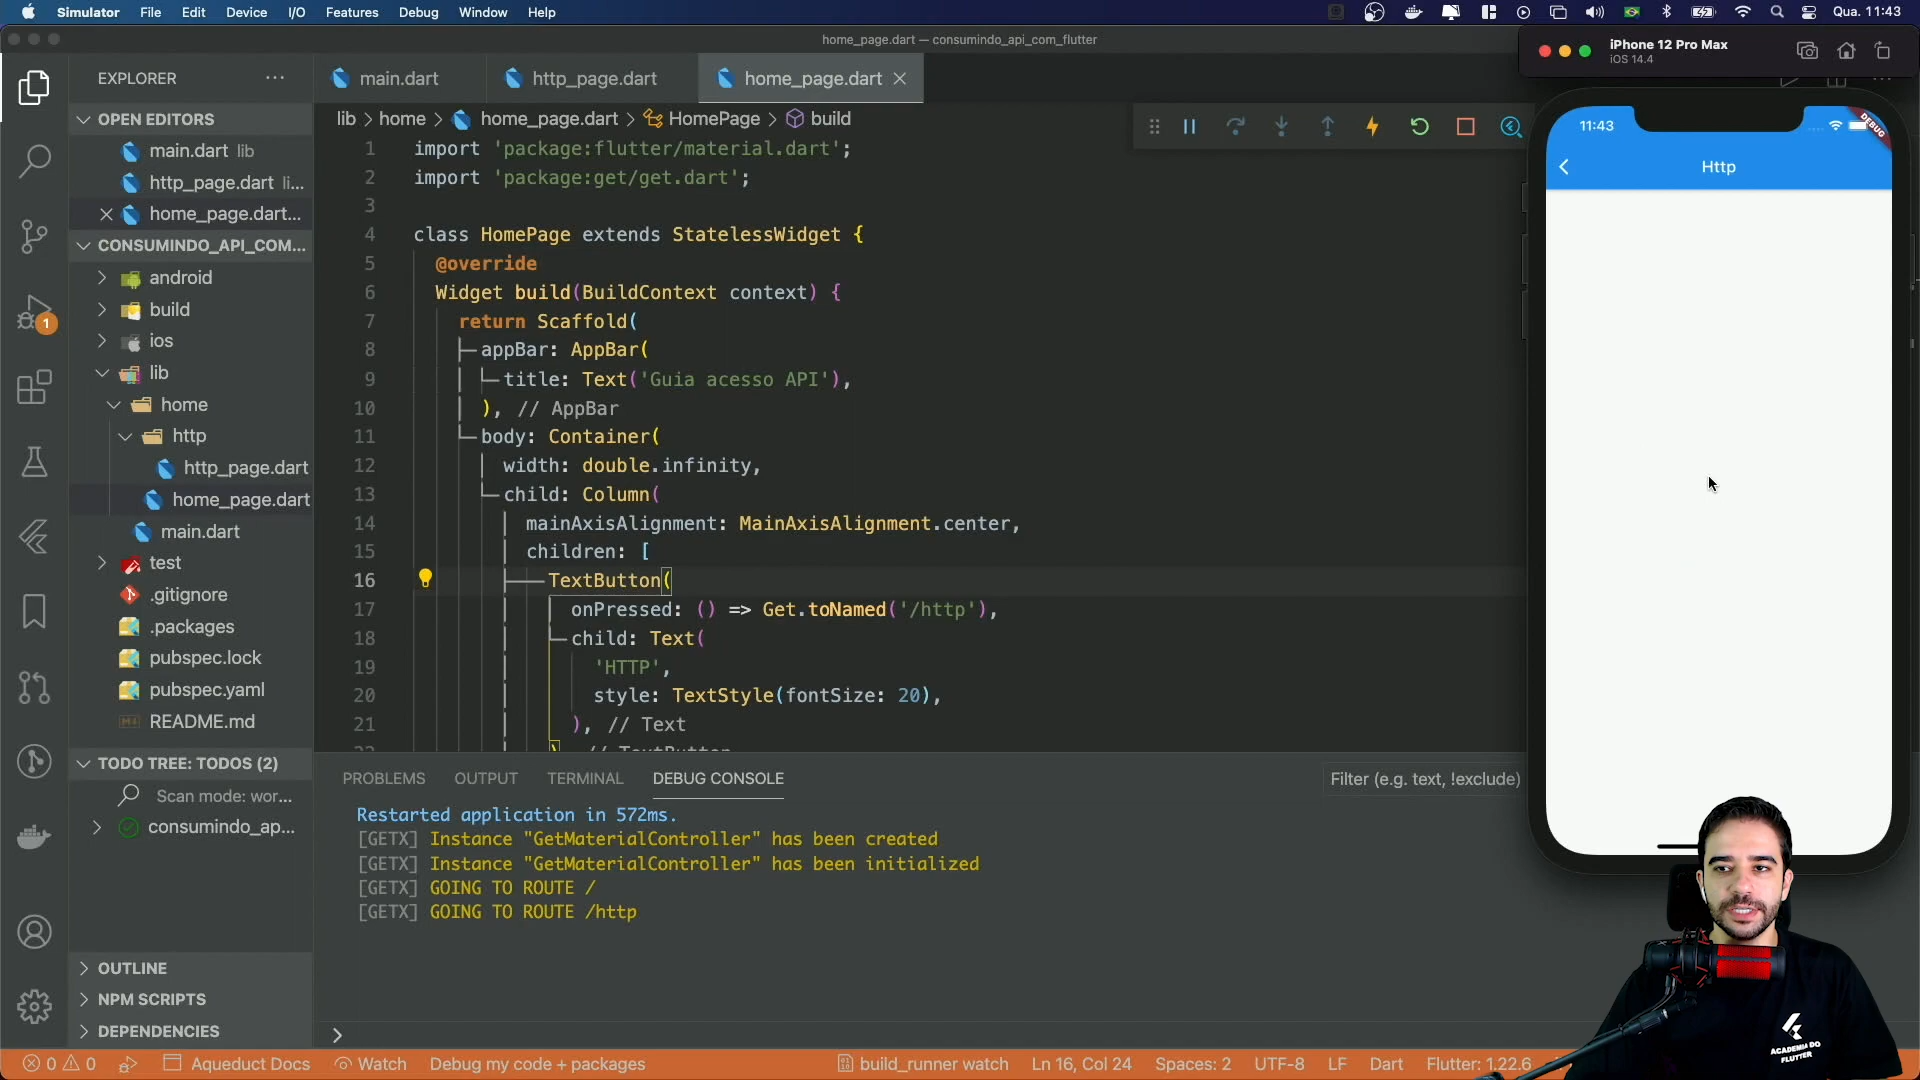 Simulator File Edit Device I/O Features Debug Window Help Qua. 11:43
home_page.dart — consumindo_api_com_flutter
iPhone 12 Pro Max
iOS 14.4
EXPLORER
main.dart http_page.dart home_page.dart
OPEN EDITORS
main.dart lib
http_page.dart li...
home_page.dart...
CONSUMINDO_API_COM...
android
build
ios
lib
home
http
http_page.dart
home_page.dart
main.dart
test
.gitignore
.packages
pubspec.lock
pubspec.yaml
README.md
TODO TREE: TODOS (2)
Scan mode: wor...
consumindo_ap...
OUTLINE
NPM SCRIPTS
DEPENDENCIES
1
lib > home > home_page.dart > HomePage > build
1 import 'package:flutter/material.dart';
2 import 'package:get/get.dart';
3
4 class HomePage extends StatelessWidget {
5 @override
6 Widget build(BuildContext context) {
7 return Scaffold(
8 appBar: AppBar(
9 title: Text('Guia acesso API'),
10 ), // AppBar
11 body: Container(
12 width: double.infinity,
13 child: Column(
14 mainAxisAlignment: MainAxisAlignment.center,
15 children: [
16 TextButton(
17 onPressed: () => Get.toNamed('/http'),
18 child: Text(
19 'HTTP',
20 style: TextStyle(fontSize: 20),
21 ), // Text
22 ), // TextButton
PROBLEMS OUTPUT TERMINAL DEBUG CONSOLE Filter (e.g. text, !exclude)
Restarted application in 572ms.
[GETX] Instance "GetMaterialController" has been created
[GETX] Instance "GetMaterialController" has been initialized
[GETX] GOING TO ROUTE /
[GETX] GOING TO ROUTE /http
11:43
DEBUG
Http
ACADEMIA DO
FLUTTER
0 0 Aqueduct Docs Watch Debug my code + packages build_runner watch Ln 16, Col 24 Spaces: 2 UTF-8 LF Dart Flutter: 1.22.6